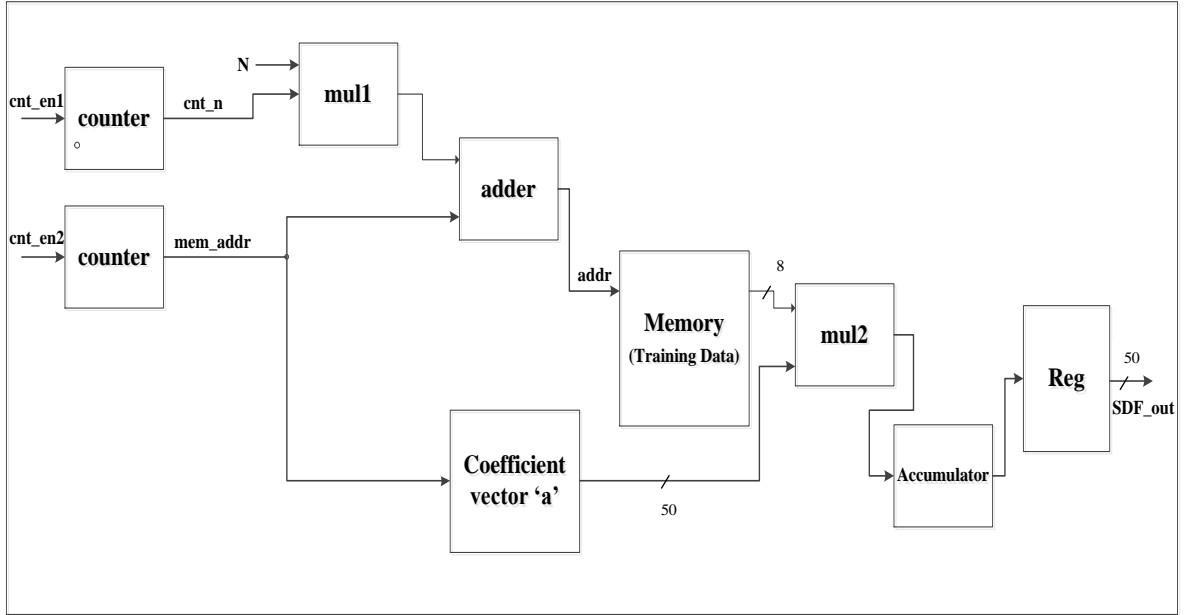 N
mul1
cnt_en1
counter
cnt_n
adder
cnt_en2
counter
mem_addr
addr
8
Memory
(Training Data)
mul2
Reg
50
SDF_out
Coefficient
vector ‘a’
50
Accumulator